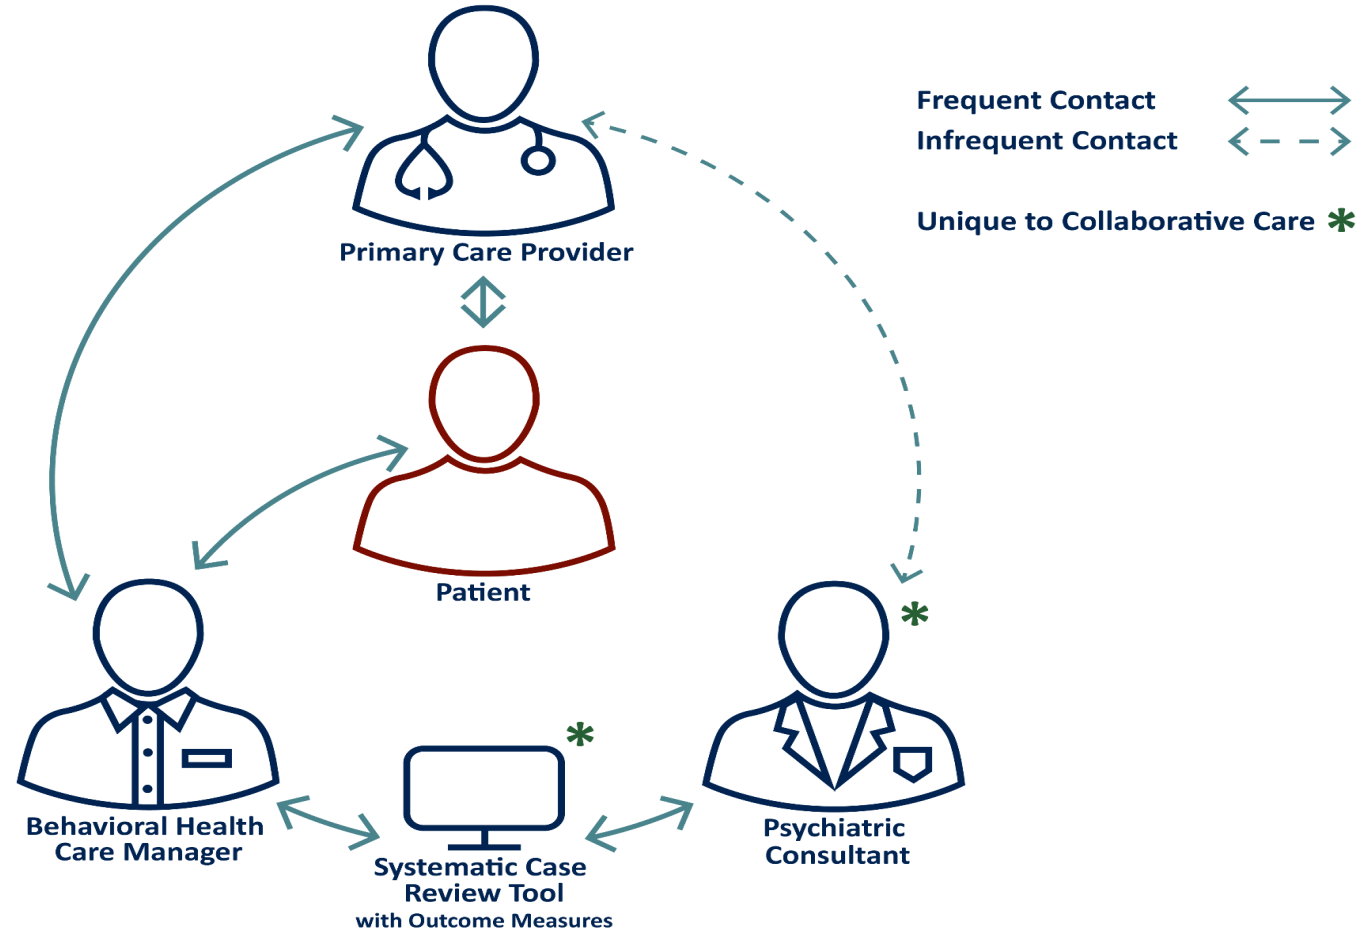 Frequent Contact
Infrequent Contact
Unique to Collaborative Care *
Primary Care Provider
Patient
*
*
Behavioral Health
Care Manager
Systematic Case
Review Tool
with Outcome Measures
Psychiatric
Consultant